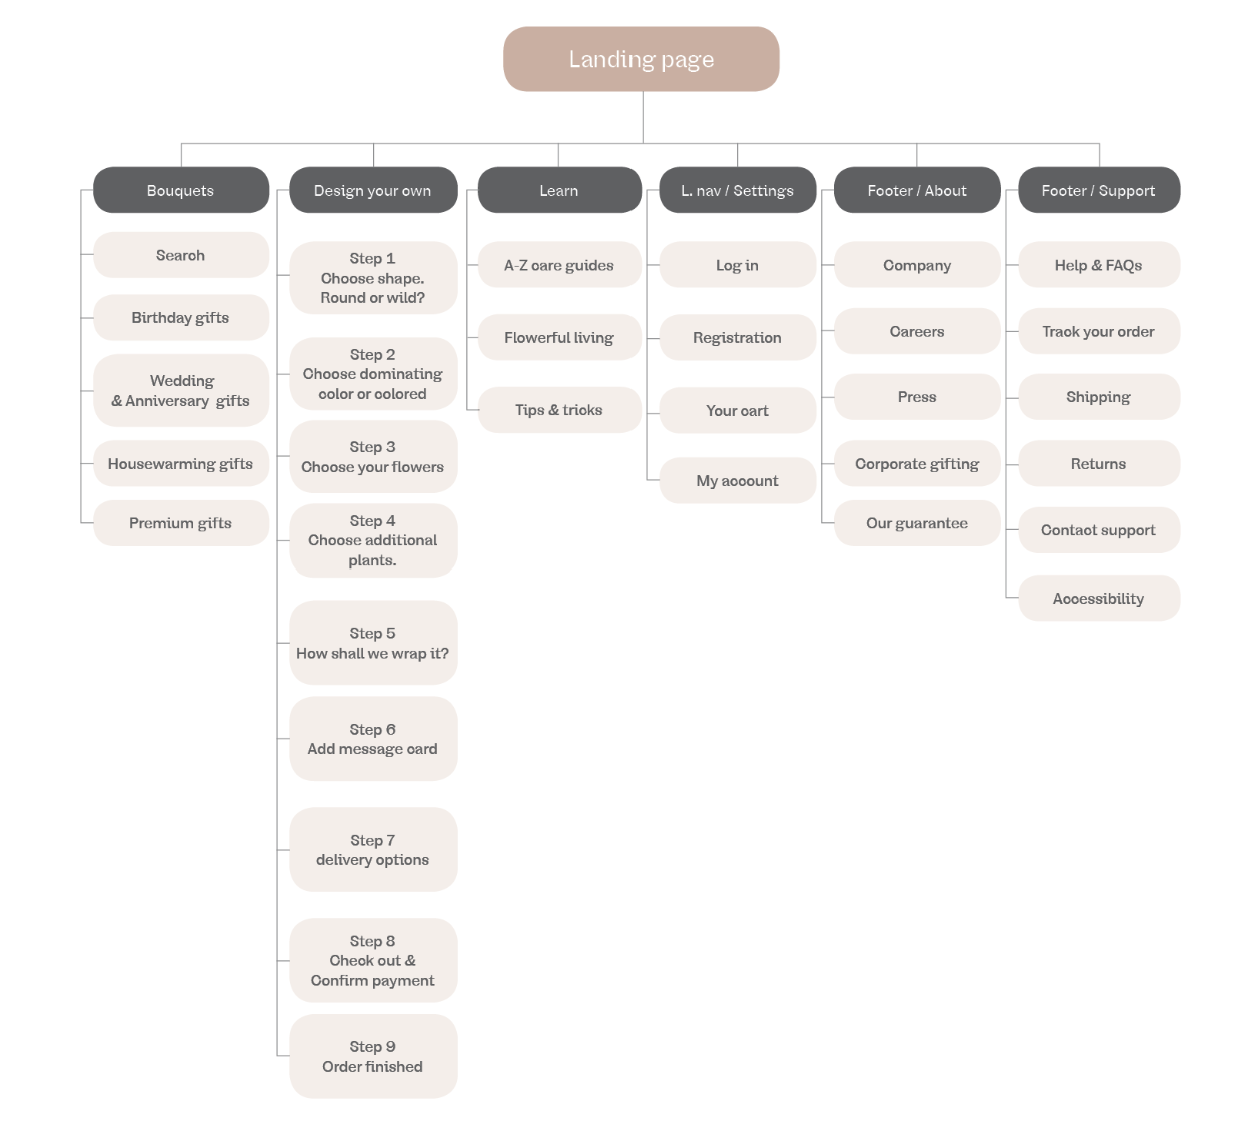 Landing page
Bouquets
Search
Birthday gifts
Wedding
& Anniversary gifts
Housewarming gifts
Premium gifts
Design your own
Step 1
Choose shape.
Round or wild?
Step 2
Choose dominating
color or colored
Step 3
Choose your flowers
Step 4
Choose additional
plants.
Step 5
How shall we wrap it?
Step 6
Add message card
Step 7
delivery options
Step 8
Check out &
Confirm payment
Step 9
Order finished
Learn
A-Z care guides
Flowerful living
Tips & tricks
L. nav / Settings
Log in
Registration
Your cart
My account
Footer / About
Company
Careers
Press
Corporate gifting
Our guarantee
Footer / Support
Help & FAQs
Track your order
Shipping
Returns
Contact support
Accessibility